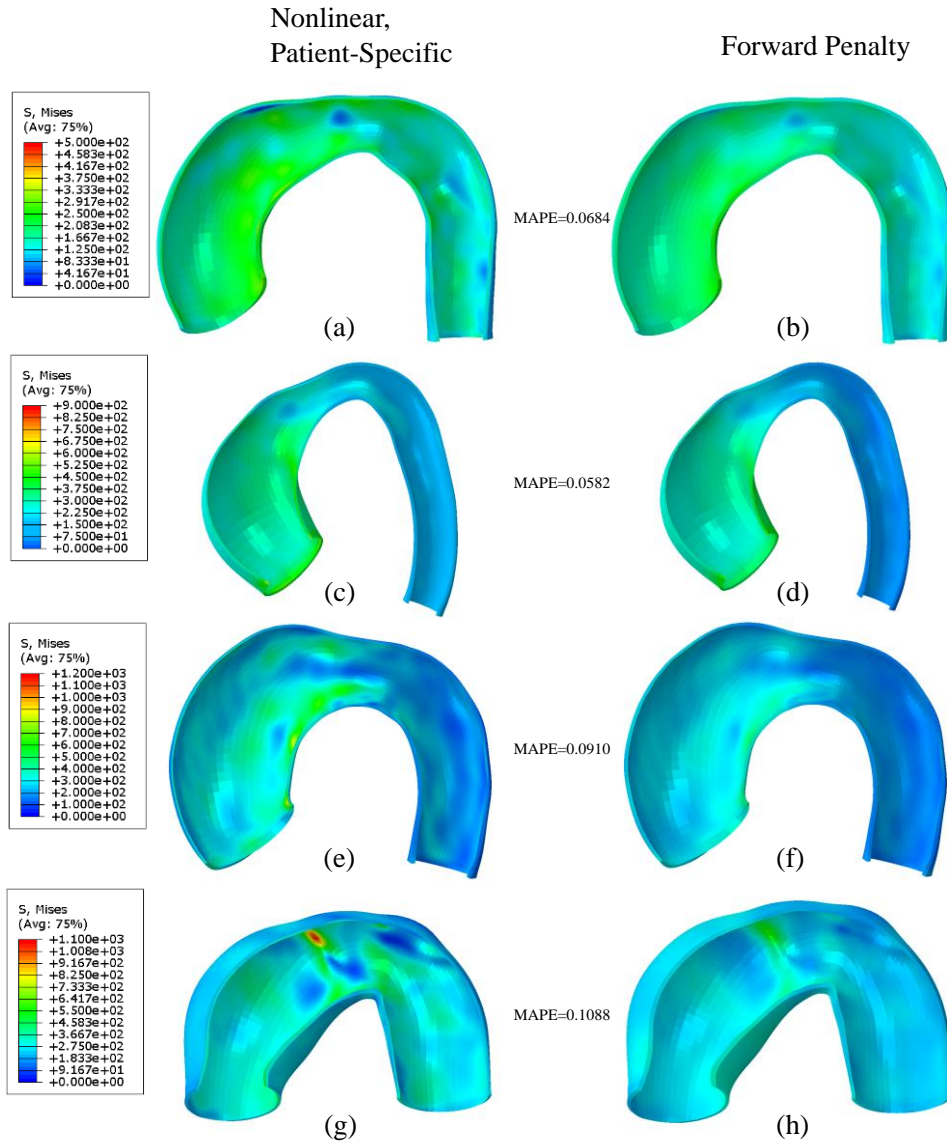 Nonlinear,
Patient-Specific
Forward Penalty
S, Mises
(Avg: 75%)
+5.000e+02
+4.583e+02
+4.167e+02
+3.750e+02
+3.333e+02
+2.917e+02
+2.500e+02
+2.083e+02
+1.667e+02
+1.250e+02
+8.333e+01
+4.167e+01
+0.000e+00
MAPE=0.0684
(a)
(b)
S, Mises
(Avg: 75%)
+9.000e+02
+8.250e+02
+7.500e+02
+6.750e+02
+6.000e+02
+5.250e+02
+4.500e+02
+3.750e+02
+3.000e+02
+2.250e+02
+1.500e+02
+7.500e+01
+0.000e+00
MAPE=0.0582
(c)
(d)
S, Mises
(Avg: 75%)
+1.200e+03
+1.100e+03
+1.000e+03
+9.000e+02
+8.000e+02
+7.000e+02
+6.000e+02
+5.000e+02
+4.000e+02
+3.000e+02
+2.000e+02
+1.000e+02
+0.000e+00
MAPE=0.0910
(e)
(f)
S, Mises
(Avg: 75%)
+1.100e+03
+1.008e+03
+9.167e+02
+8.250e+02
+7.333e+02
+6.417e+02
+5.500e+02
+4.583e+02
+3.667e+02
+2.750e+02
+1.833e+02
+9.167e+01
+0.000e+00
MAPE=0.1088
(g)
(h)